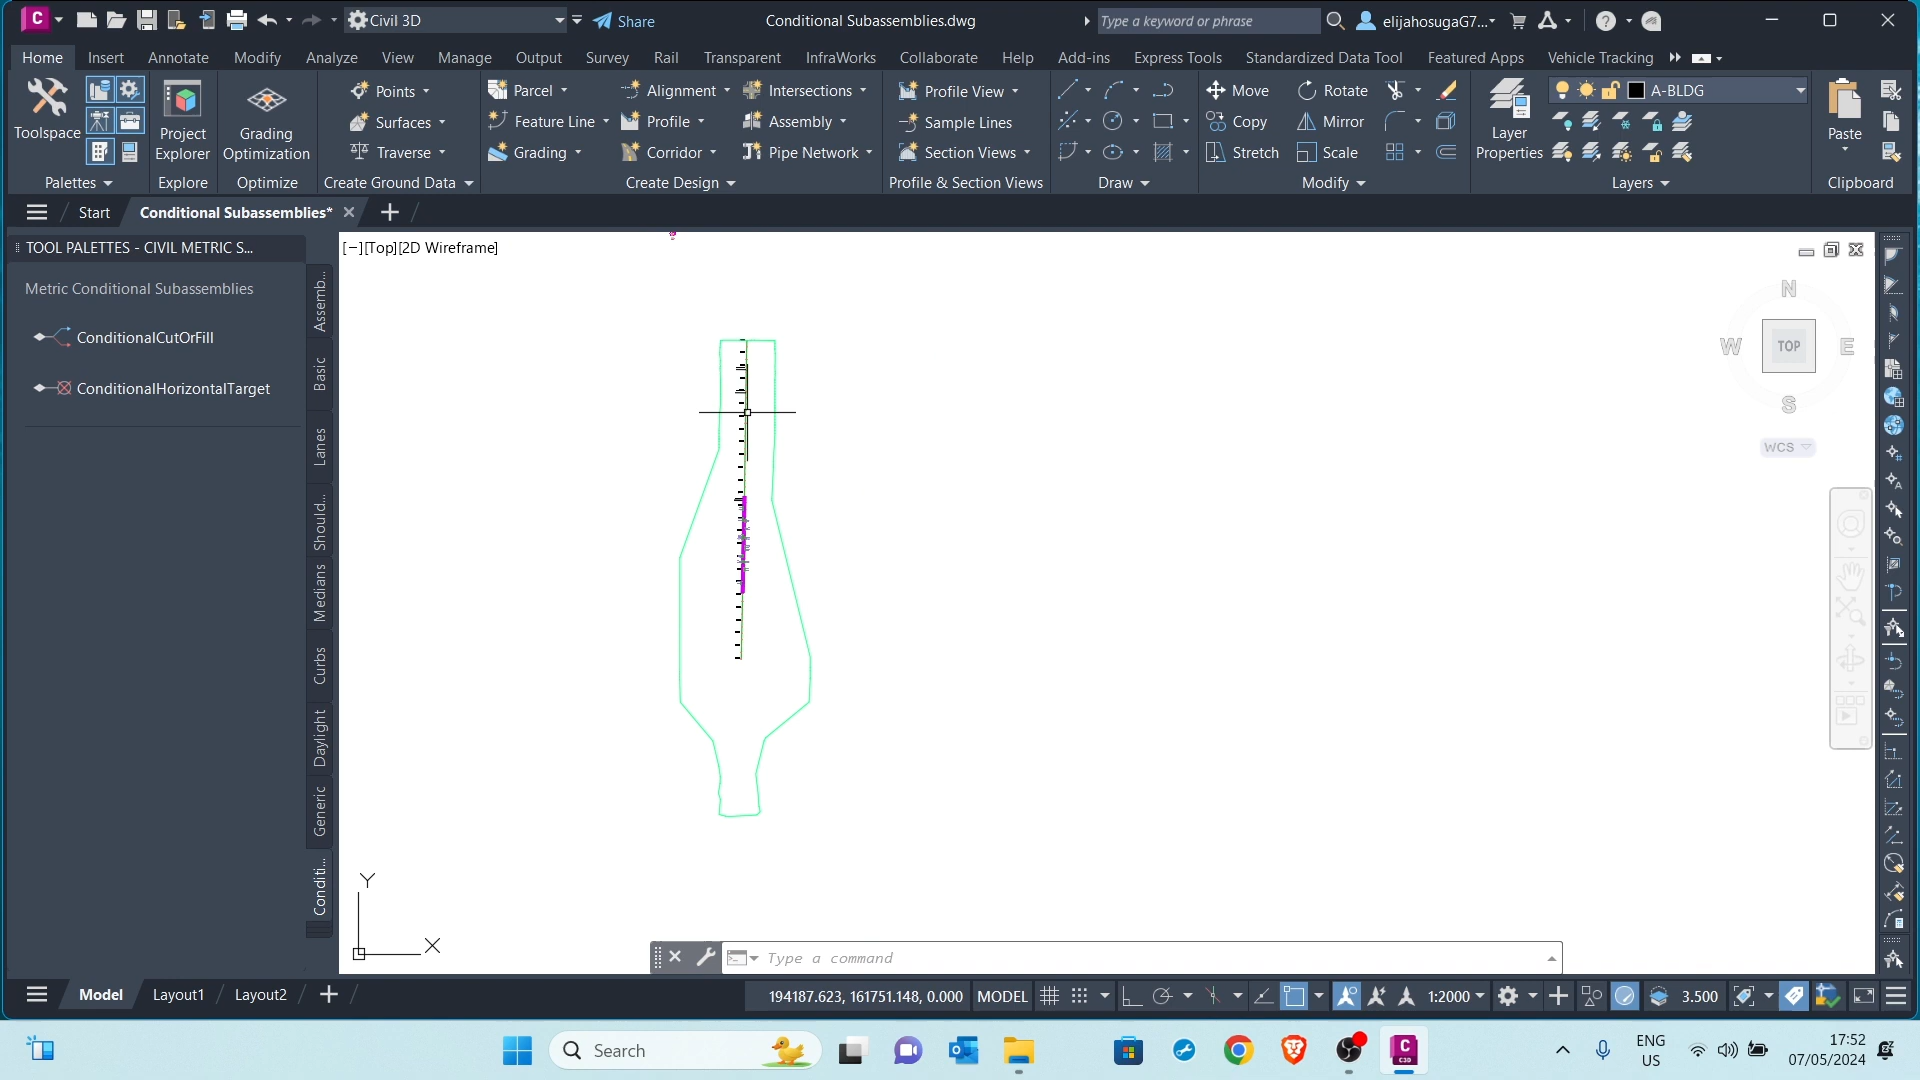 C
Civil 3D
Share
Conditional Subassemblies.dwg
Type a keyword or phrase
elijahosugaG7...
Home
Insert
Annotate
Modify
Analyze
View
Manage
Output
Survey
Rail
Transparent
InfraWorks
Collaborate
Help
Add-ins
Express Tools
Standardized Data Tool
Featured Apps
Vehicle Tracking
Toolspace
Project Explorer
Grading Optimization
Points
Surfaces
Traverse
Parcel
Feature Line
Grading
Alignment
Profile
Corridor
Intersections
Assembly
Pipe Network
Profile View
Sample Lines
Section Views
Move
Copy
Stretch
Rotate
Mirror
Scale
Layer Properties
A-BLDG
Paste
Palettes
Explore
Optimize
Create Ground Data
Create Design
Profile & Section Views
Draw
Modify
Layers
Clipboard
Start
Conditional Subassemblies*
TOOL PALETTES - CIVIL METRIC S...
Metric Conditional Subassemblies
ConditionalCutOrFill
ConditionalHorizontalTarget
Assemb...
Basic
Lanes
Should...
Medians
Curbs
Daylight
Generic
Conditi...
[−][Top][2D Wireframe]
N
W
TOP
E
S
WCS
Y
X
Type a command
Model
Layout1
Layout2
194187.623, 161751.148, 0.000
MODEL
1:2000
3.500
Search
C
C3D
ENG
US
17:52
07/05/2024